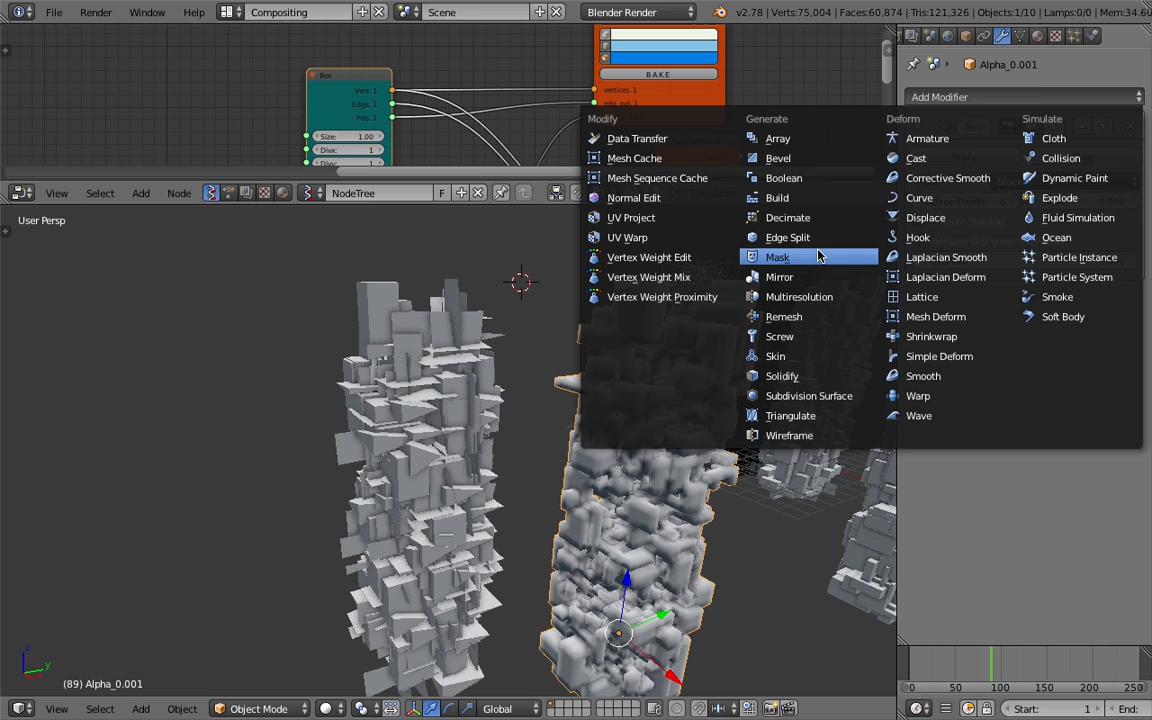 File Render Window Help Compositing Scene Blender Render v2.78 | Verts:75,004 | Faces:60,874 | Tris:121,326 | Objects:1/10 | Lamps:0/0 | Mem:34.60
Box
Vers. 1
Edgs. 1
Pols. 1
Size: 1.00
Divx: 1
BAKE
vertices. 1
Alpha_0.001
Add Modifier
View Select Add Node NodeTree F
User Persp
Modify
Data Transfer
Mesh Cache
Mesh Sequence Cache
Normal Edit
UV Project
UV Warp
Vertex Weight Edit
Vertex Weight Mix
Vertex Weight Proximity
Generate
Array
Bevel
Boolean
Build
Decimate
Edge Split
Mask
Mirror
Multiresolution
Remesh
Screw
Skin
Solidify
Subdivision Surface
Triangulate
Wireframe
Deform
Armature
Cast
Corrective Smooth
Curve
Displace
Hook
Laplacian Smooth
Laplacian Deform
Lattice
Mesh Deform
Shrinkwrap
Simple Deform
Smooth
Warp
Wave
Simulate
Cloth
Collision
Dynamic Paint
Explode
Fluid Simulation
Ocean
Particle Instance
Particle System
Smoke
Soft Body
z
y
(89) Alpha_0.001
0 50 100 150 200 250
View Select Add Object Object Mode Global
Start: 1 End: